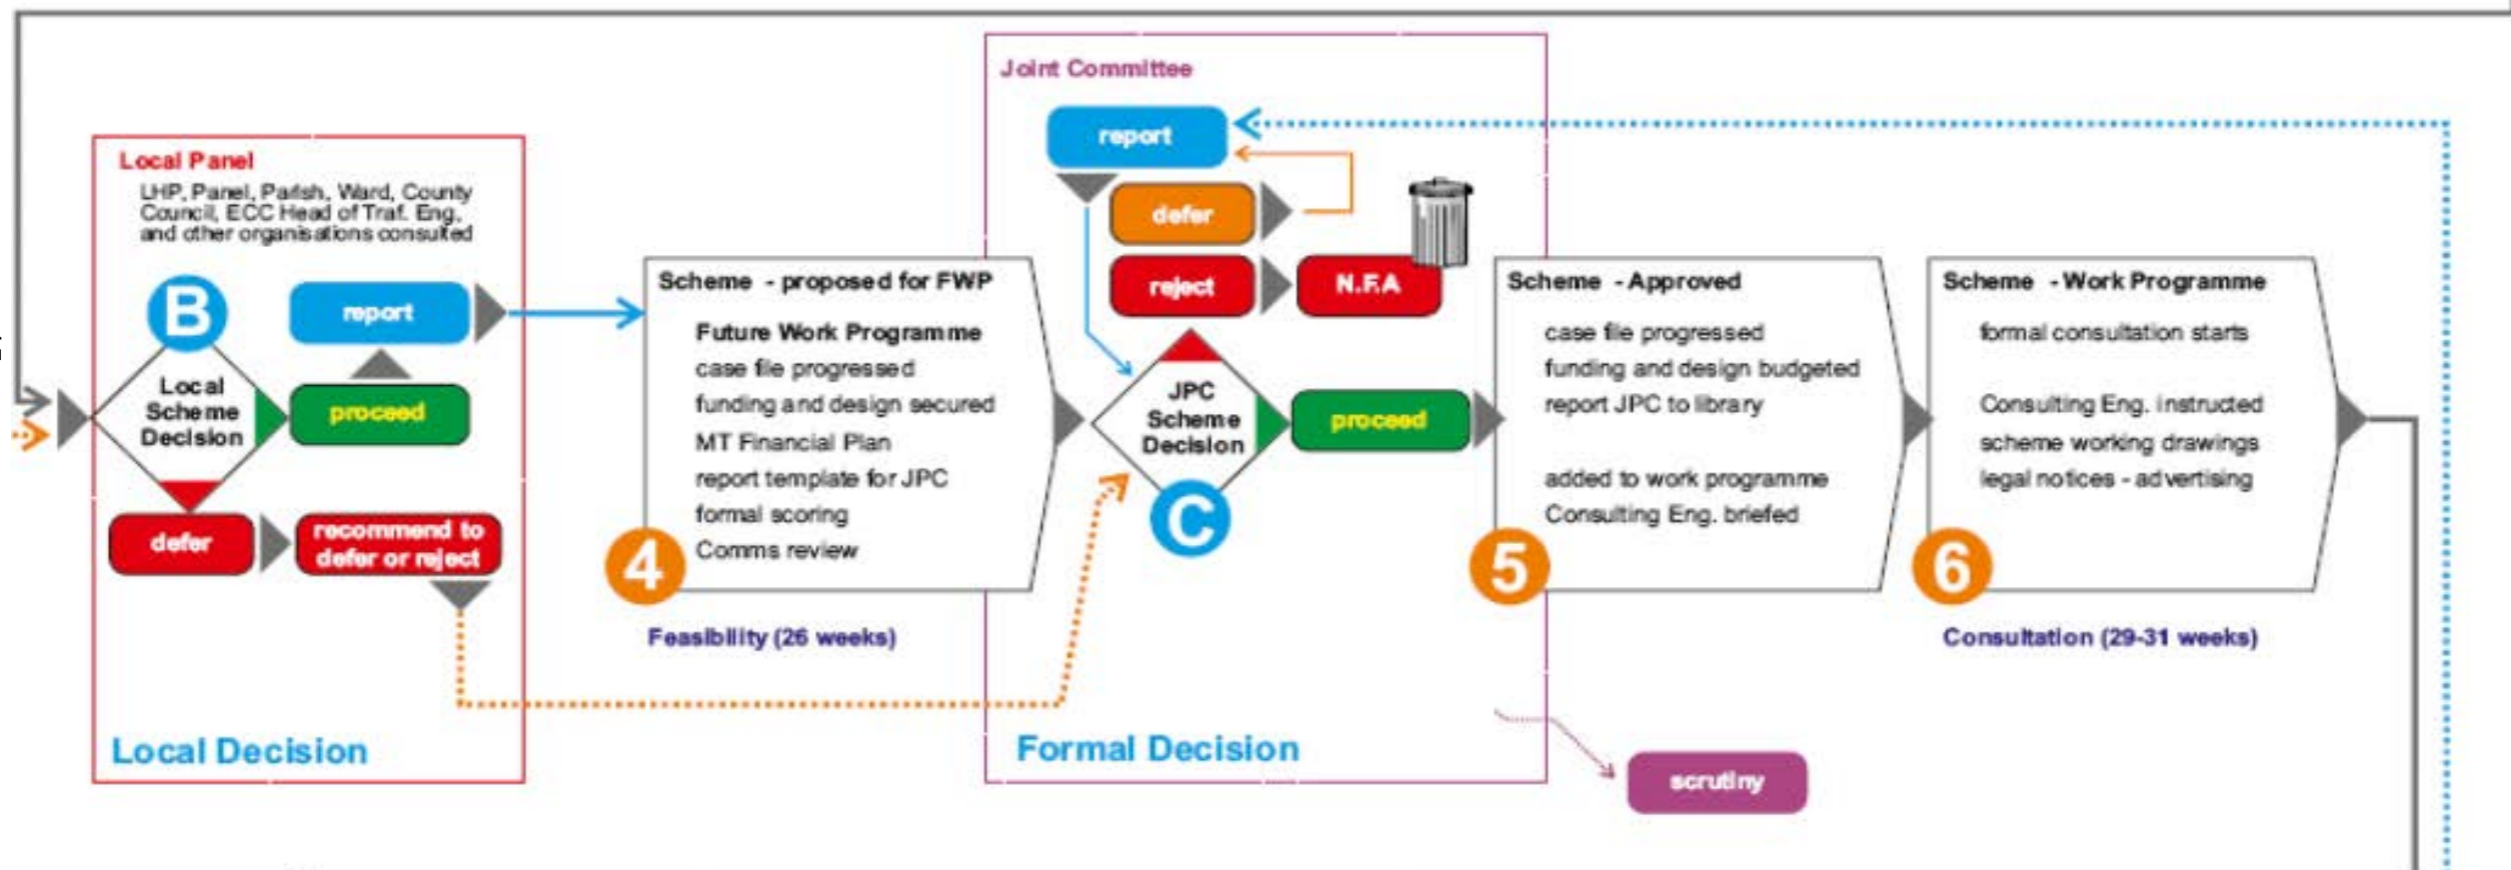 Joint Committee
report
defer
reject
N.F.A
Local Panel
LHP, Panel, Parish, Ward, County
Council, ECC Head of Traf. Eng,
and other organisations consulted
B
report
Local
Scheme
Decision
proceed
defer
recommend to
defer or reject
Local Decision
Scheme - proposed for FWP
Future Work Programme
case file progressed
funding and design secured
MT Financial Plan
report template for JPC
formal scoring
Comms review
4
Feasibility (26 weeks)
JPC
Scheme
Decision
C
proceed
Formal Decision
Scheme - Approved
case file progressed
funding and design budgeted
report JPC to library
added to work programme
Consulting Eng. briefed
5
Scheme - Work Programme
formal consultation starts
Consulting Eng. instructed
scheme working drawings
legal notices - advertising
6
Consultation (29-31 weeks)
scrutiny